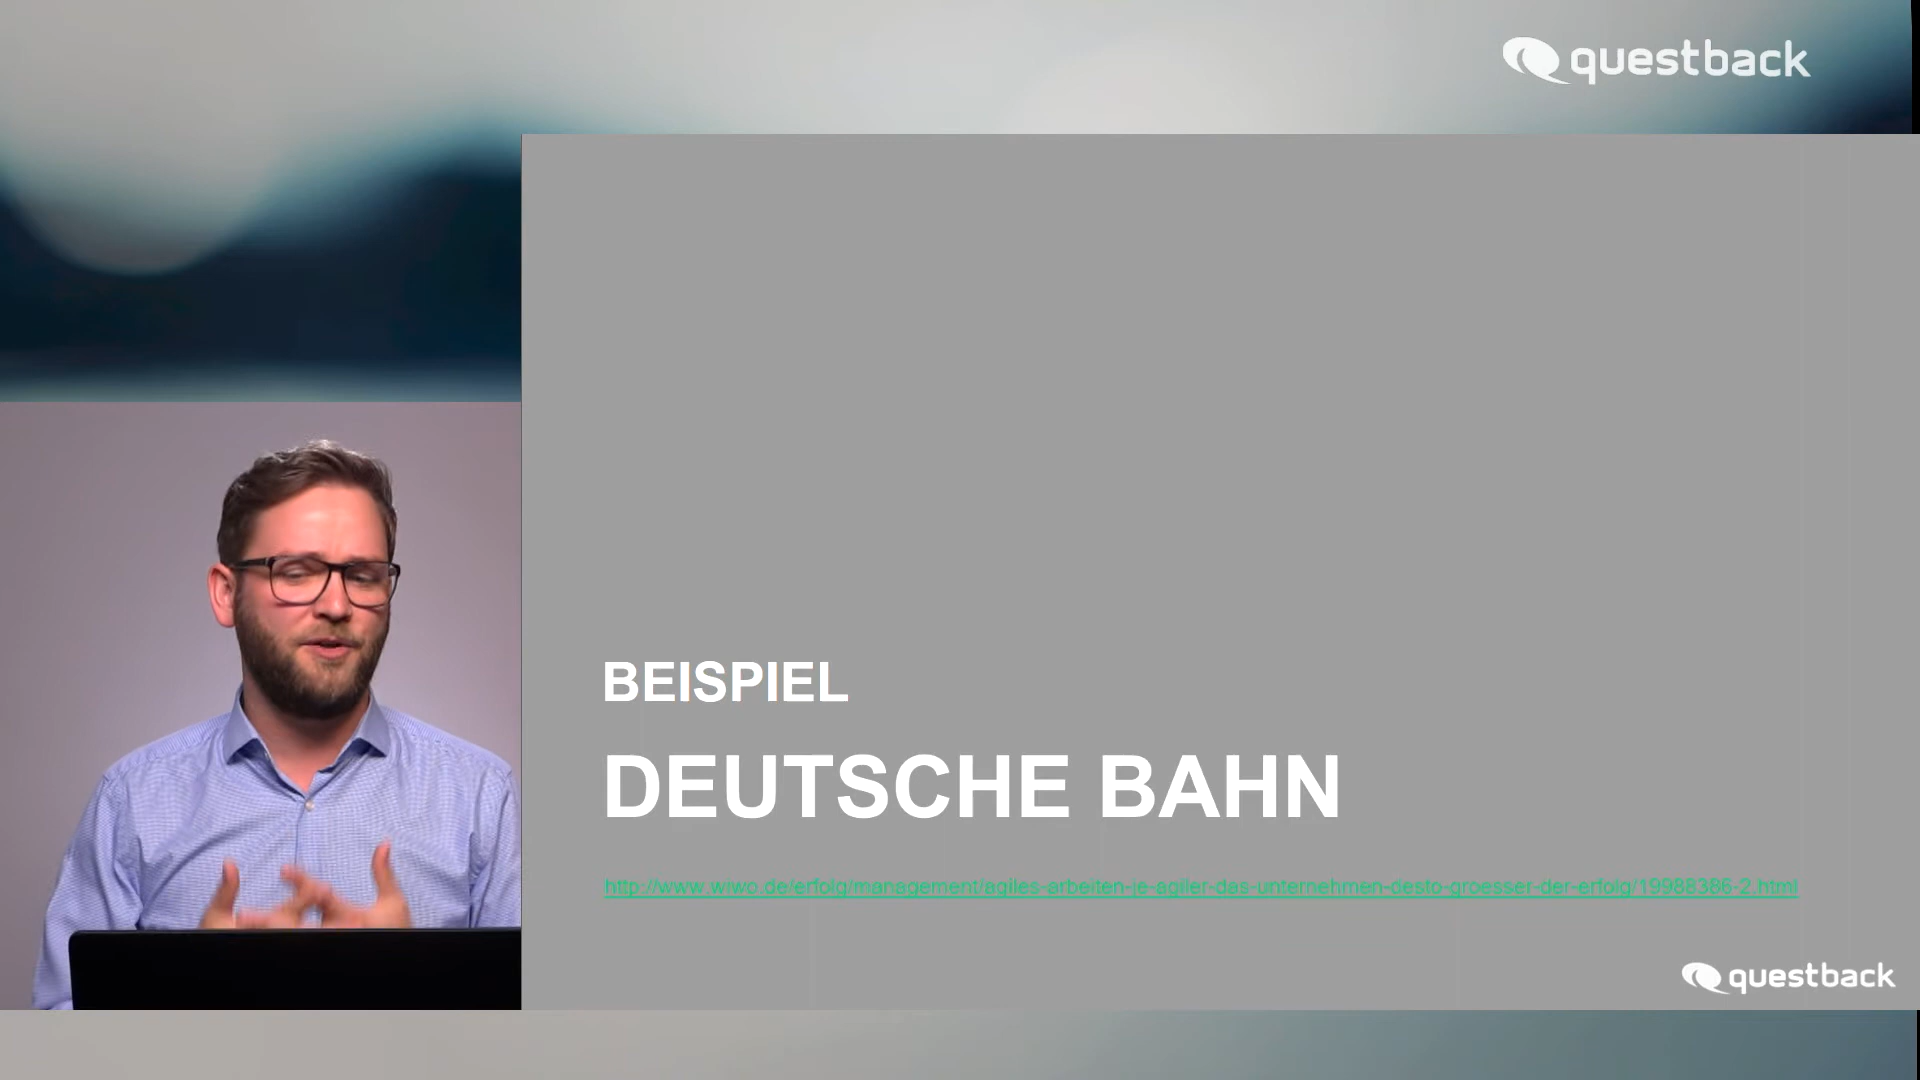 questback
BEISPIEL
DEUTSCHE BAHN
http://www.wiwo.de/erfolg/management/agiles-arbeiten-je-agiler-das-unternehmen-desto-groesser-der-erfolg/19988386-2.html
questback